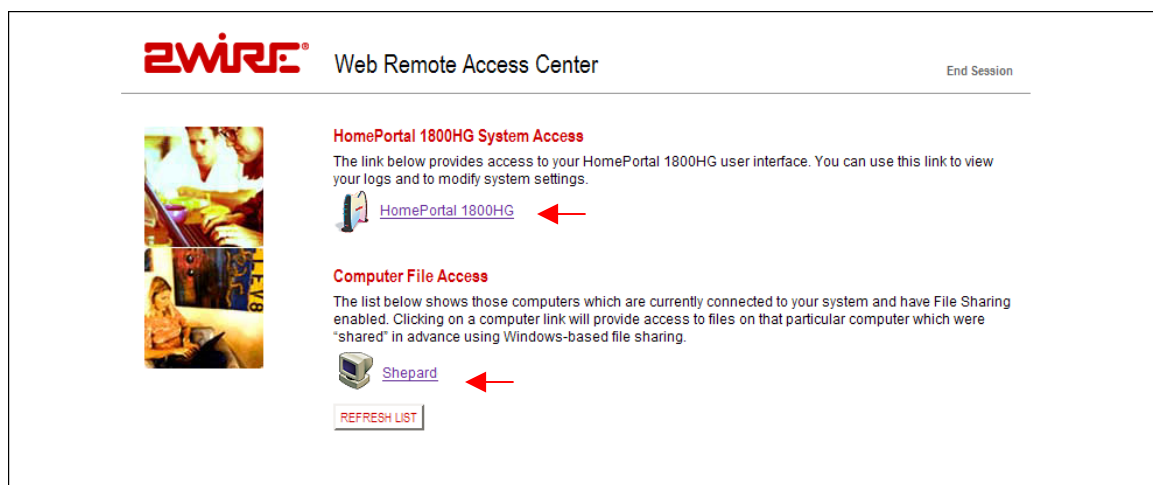 2WIRE®
Web Remote Access Center
End Session
HomePortal 1800HG System Access
The link below provides access to your HomePortal 1800HG user interface. You can use this link to view
your logs and to modify system settings.
HomePortal 1800HG
Computer File Access
The list below shows those computers which are currently connected to your system and have File Sharing
enabled. Clicking on a computer link will provide access to files on that particular computer which were
“shared” in advance using Windows-based file sharing.
Shepard
REFRESH LIST